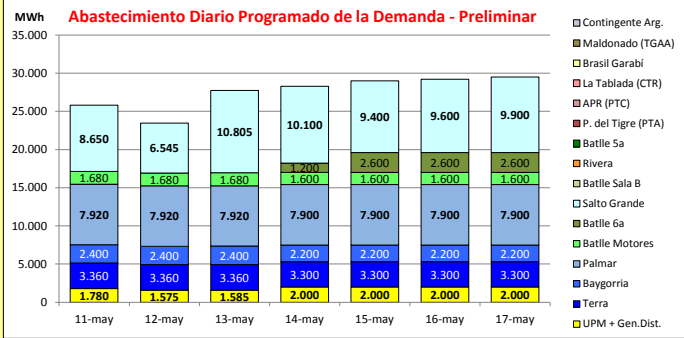 MWh
Abastecimiento Diario Programado de la Demanda - Preliminar
35.000
30.000
25.000
20.000
15.000
10.000
5.000
0
8.650 6.545 10.805 10.100 9.400 9.600 9.900
1.200 2.600 2.600 2.600
1.680 1.680 1.680 1.600 1.600 1.600 1.600
7.920 7.920 7.920 7.900 7.900 7.900 7.900
2.400 2.400 2.400 2.200 2.200 2.200 2.200
3.360 3.360 3.360 3.300 3.300 3.300 3.300
1.780 1.575 1.585 2.000 2.000 2.000 2.000
11-may 12-may 13-may 14-may 15-may 16-may 17-may
Contingente Arg.
Maldonado (TGAA)
Brasil Garabí
La Tablada (CTR)
APR (PTC)
P. del Tigre (PTA)
Batlle 5a
Rivera
Batlle Sala B
Salto Grande
Batlle 6a
Batlle Motores
Palmar
Baygorria
Terra
UPM + Gen.Dist.